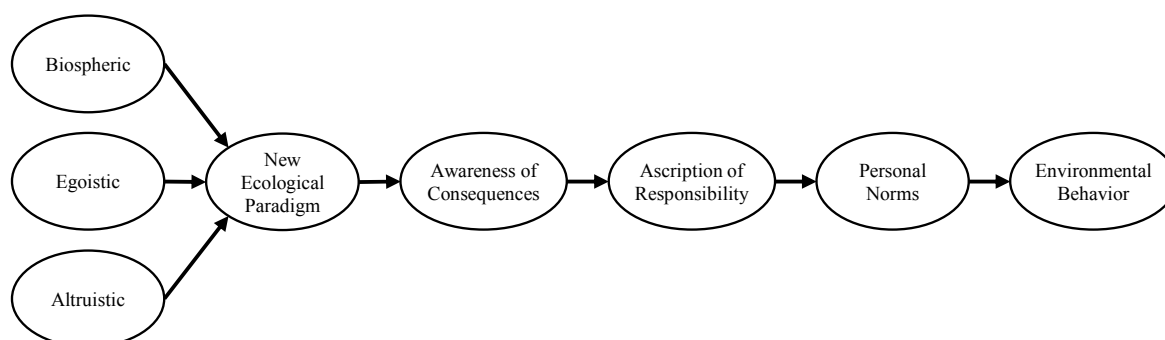 Biospheric
Egoistic
Altruistic
New
Ecological
Paradigm
Awareness of
Consequences
Ascription of
Responsibility
Personal
Norms
Environmental
Behavior